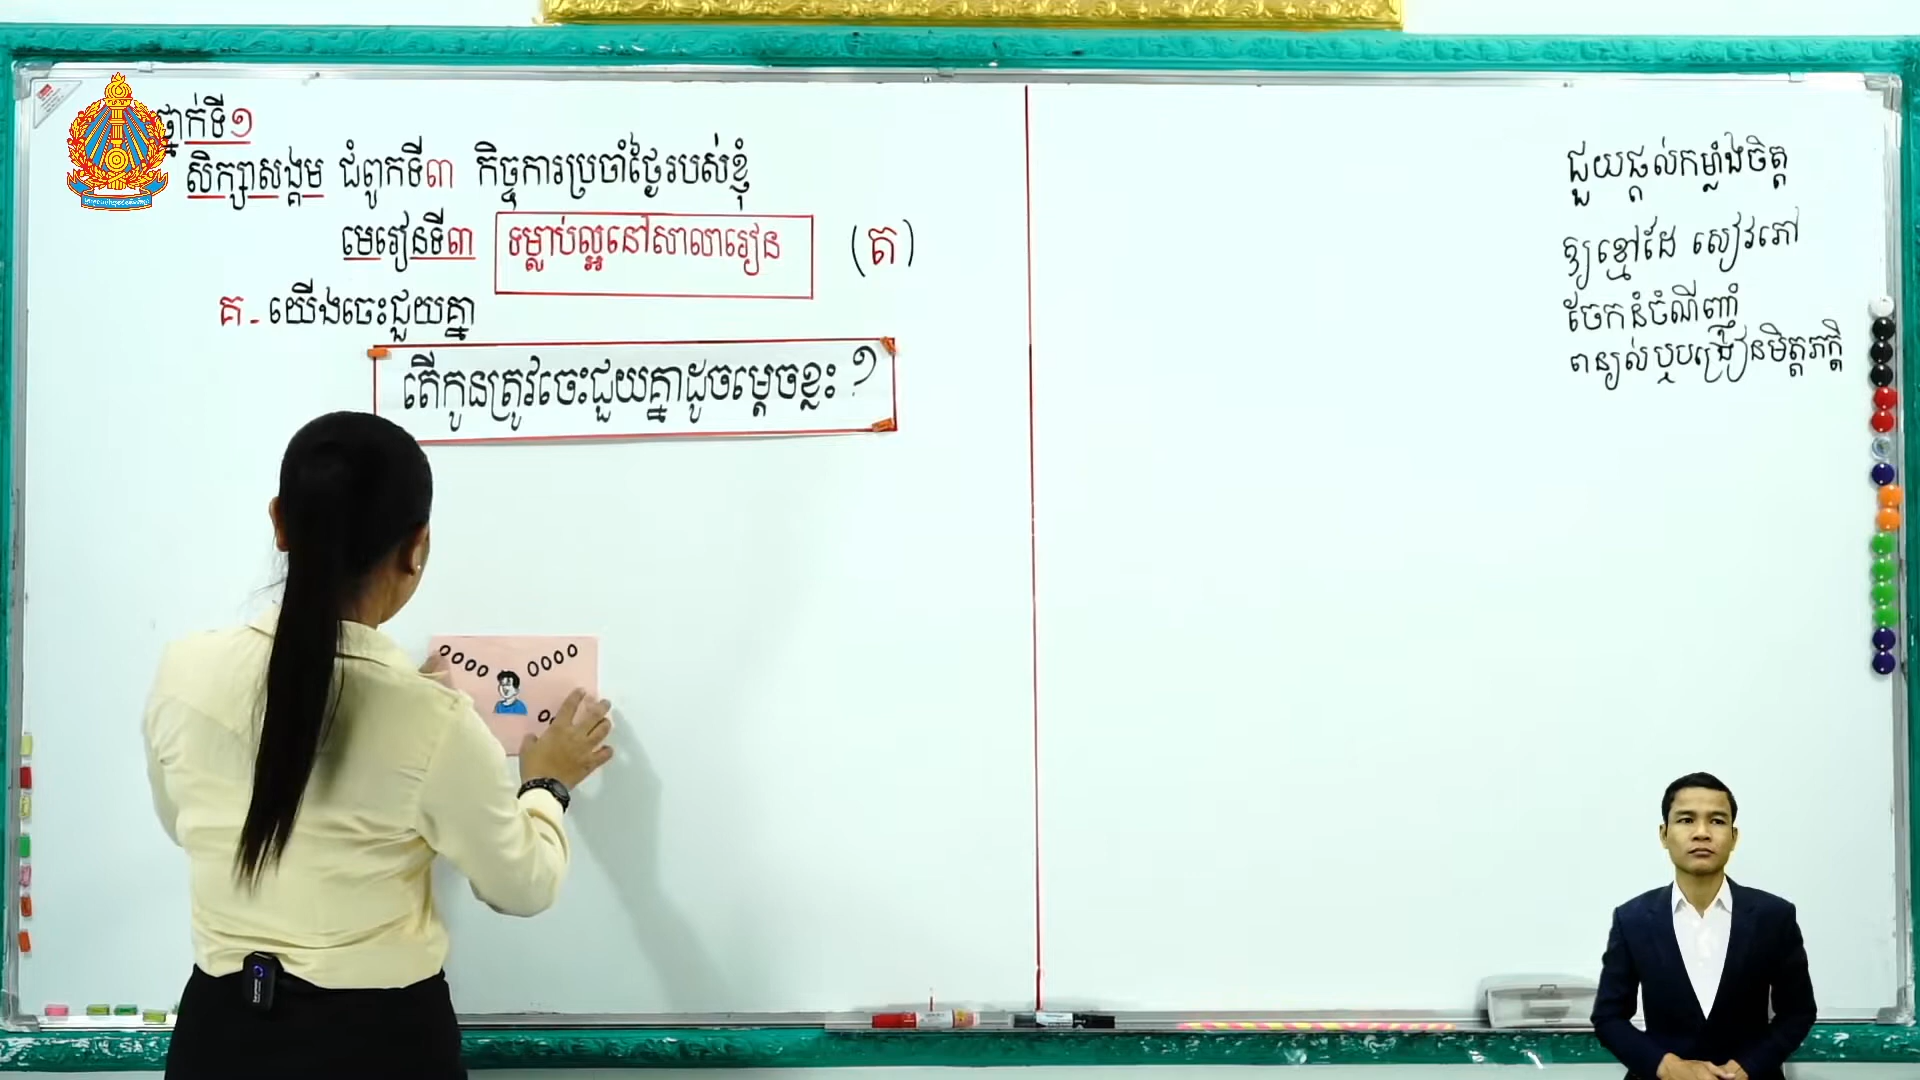 ថ្នាក់ទី១
សិក្សាសង្គម ជំពូកទី៣ កិច្ចការប្រចាំថ្ងៃរបស់ខ្ញុំ
មេរៀនទី៣ ទម្លាប់ល្អនៅសាលារៀន (ត)
គ- យើងចេះជួយគ្នា
តើកូនត្រូវចេះជួយគ្នាដូចម្ដេចខ្លះ ?
ជួយផ្ដល់កម្លាំងចិត្ត
ឱ្យខ្មៅដៃ សៀវភៅ
ចែកនំចំណីញ៉ាំ
ពន្យល់ឬបង្រៀនមិត្តភក្តិ